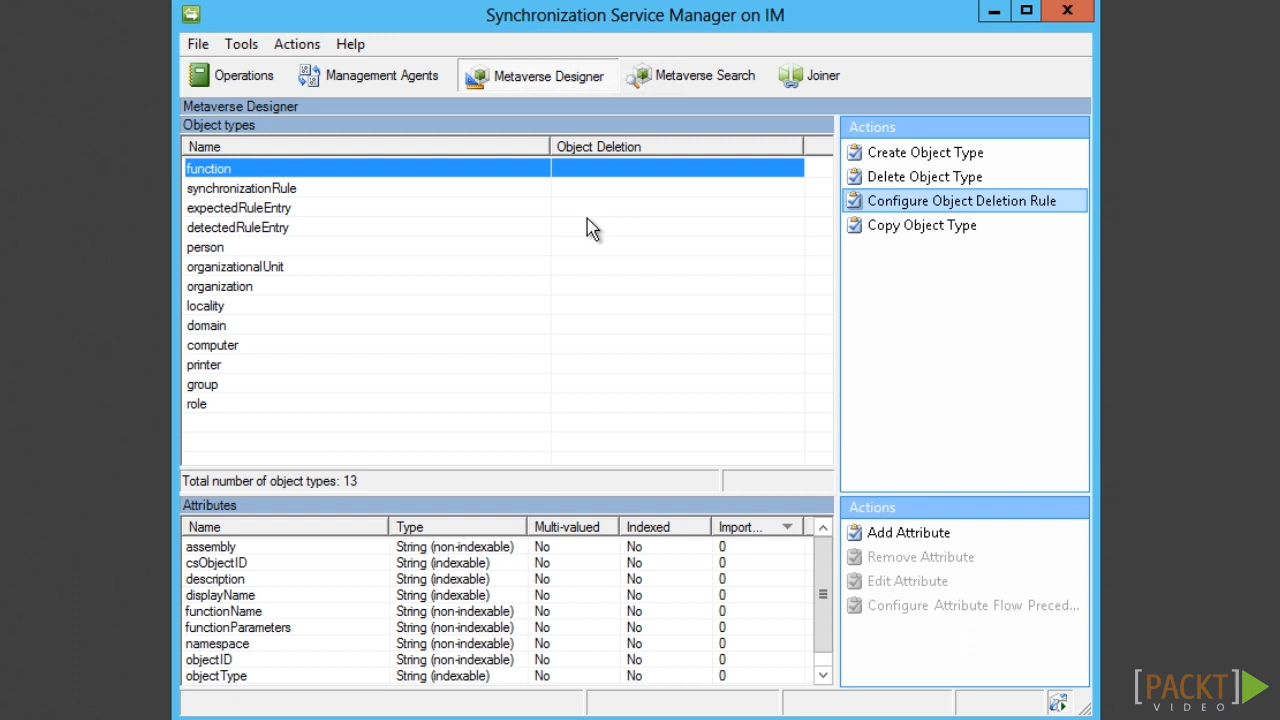 Synchronization Service Manager on IM
File Tools Actions Help
Operations Management Agents Metaverse Designer Metaverse Search Joiner
Metaverse Designer
Object types
Name Object Deletion
function
synchronizationRule
expectedRuleEntry
detectedRuleEntry
person
organizationalUnit
organization
locality
domain
computer
printer
group
role
Total number of object types: 13
Actions
Create Object Type
Delete Object Type
Configure Object Deletion Rule
Copy Object Type
Attributes
Name Type Multi-valued Indexed Import...
assembly String (non-indexable) No No 0
csObjectID String (indexable) No No 0
description String (indexable) No No 0
displayName String (indexable) No No 0
functionName String (non-indexable) No No 0
functionParameters String (non-indexable) No No 0
namespace String (non-indexable) No No 0
objectID String (non-indexable) No No 0
objectType String (indexable) No No 0
Actions
Add Attribute
Remove Attribute
Edit Attribute
Configure Attribute Flow Preced...
[PACKT]
VIDEO